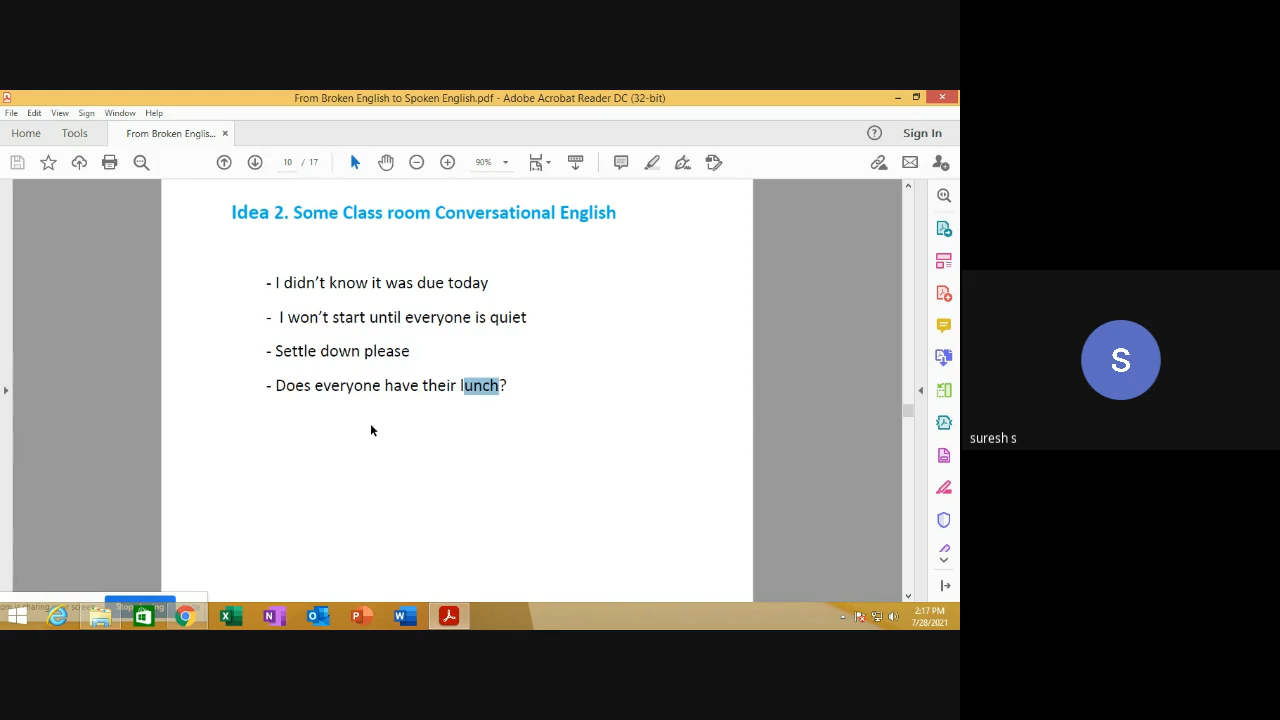 From Broken English to Spoken English.pdf - Adobe Acrobat Reader DC (32-bit)
File Edit View Sign Window Help
Home Tools From Broken Englis... × Sign In
10 / 17 90%
Idea 2. Some Class room Conversational English
- I didn't know it was due today
- I won't start until everyone is quiet
- Settle down please
- Does everyone have their lunch?
S
suresh s
2:17 PM
7/28/2021